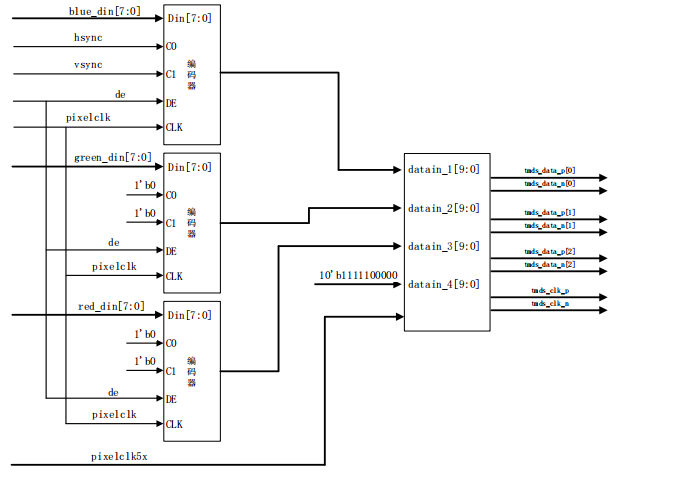 blue_din[7:0]
Din[7:0]
hsync
C0
vsync
C1
编码器
de
DE
pixelclk
CLK
green_din[7:0]
Din[7:0]
1'b0
C0
1'b0
C1
编码器
de
DE
pixelclk
CLK
red_din[7:0]
Din[7:0]
1'b0
C0
1'b0
C1
编码器
de
DE
pixelclk
CLK
pixelclk5x
datain_1[9:0]
datain_2[9:0]
datain_3[9:0]
10'b1111100000
datain_4[9:0]
tmds_data_p[0]
tmds_data_n[0]
tmds_data_p[1]
tmds_data_n[1]
tmds_data_p[2]
tmds_data_n[2]
tmds_clk_p
tmds_clk_n